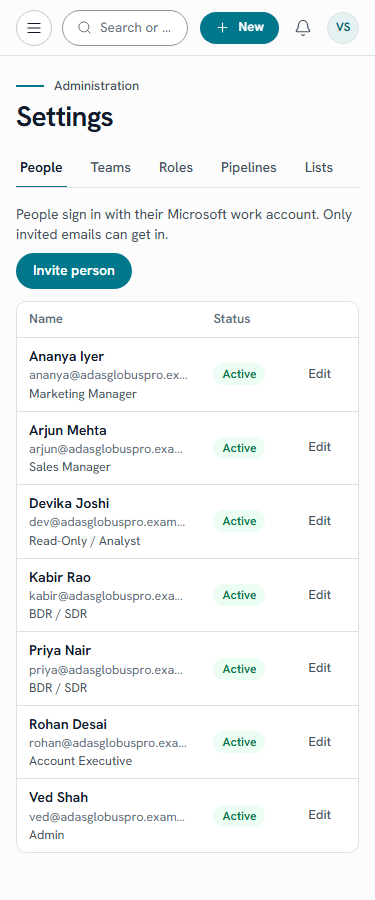 Search or ...
New
VS
Administration
Settings
People Teams Roles Pipelines Lists
People sign in with their Microsoft work account. Only
invited emails can get in.
Invite person
Name Status
Ananya Iyer
ananya@adasglobuspro.ex...
Marketing Manager
Active Edit
Arjun Mehta
arjun@adasglobuspro.exa...
Sales Manager
Active Edit
Devika Joshi
dev@adasglobuspro.exam...
Read-Only / Analyst
Active Edit
Kabir Rao
kabir@adasglobuspro.exa...
BDR / SDR
Active Edit
Priya Nair
priya@adasglobuspro.exa...
BDR / SDR
Active Edit
Rohan Desai
rohan@adasglobuspro.exa...
Account Executive
Active Edit
Ved Shah
ved@adasglobuspro.exam...
Admin
Active Edit